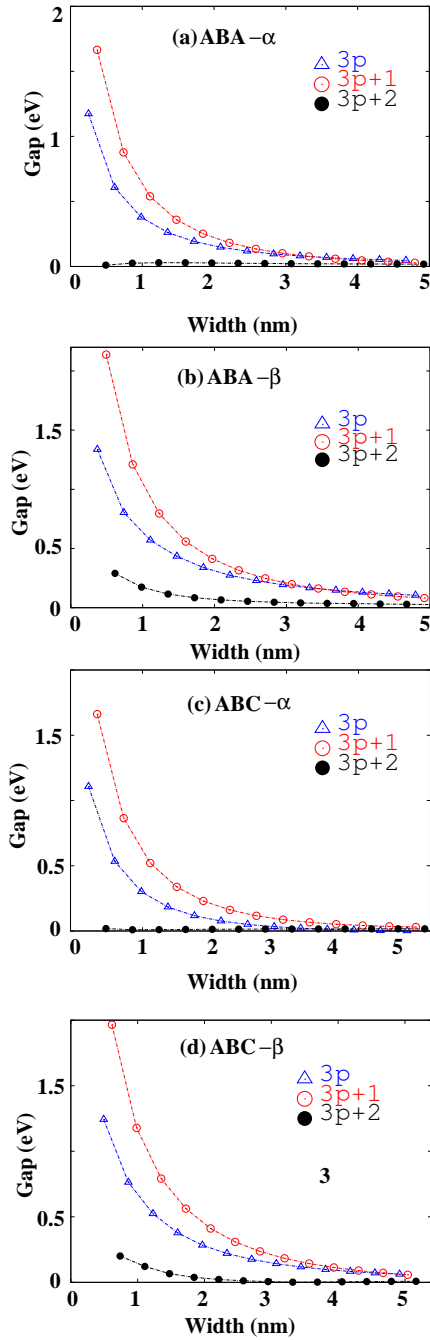 2
(a) ABA-α
3p
3p+1
3p+2
1
Gap (eV)
0
0 1 2 3 4 5
Width (nm)
(b) ABA-β
1.5
3p
3p+1
3p+2
1
Gap (eV)
0.5
0
0 1 2 3 4 5
Width (nm)
(c) ABC-α
1.5
3p
3p+1
3p+2
1
Gap (eV)
0.5
0
0 1 2 3 4 5
Width (nm)
(d) ABC-β
3p
1.5
3p+1
3p+2
1
3
Gap (eV)
0.5
0
0 1 2 3 4 5
Width (nm)